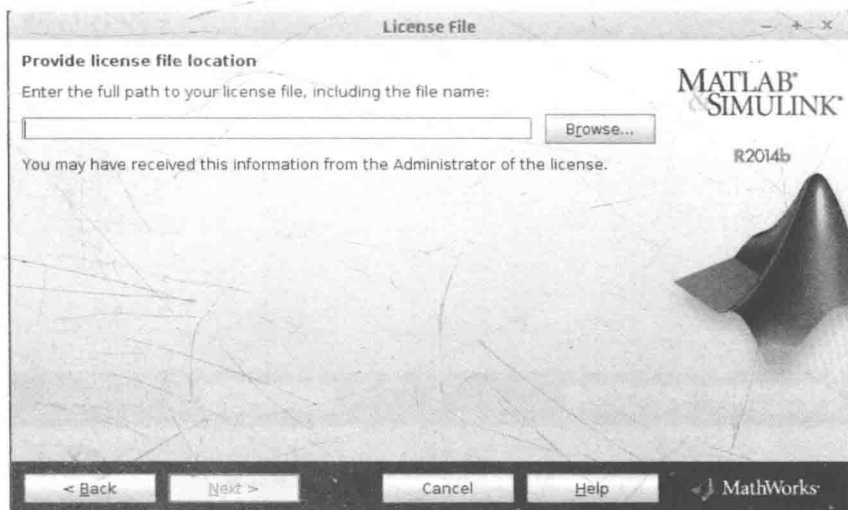 License File
Provide license file location
Enter the full path to your license file, including the file name:
Browse...
You may have received this information from the Administrator of the license.
MATLAB®
&SIMULINK®
R2014b
< Back
Next >
Cancel
Help
MathWorks®